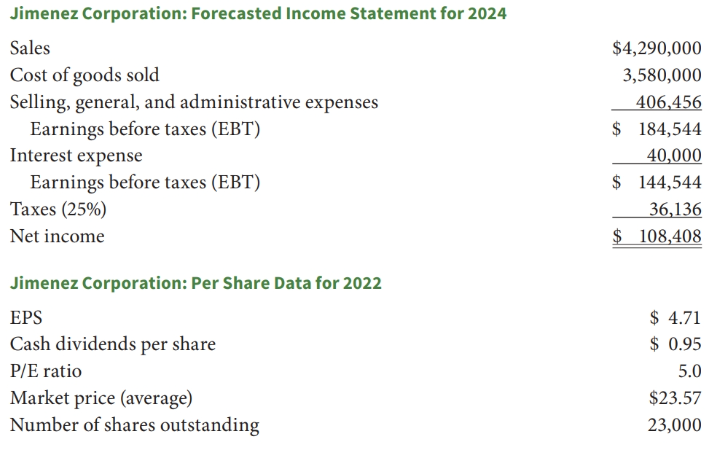 Jimenez Corporation: Forecasted Income Statement for 2024
Sales $4,290,000
Cost of goods sold 3,580,000
Selling, general, and administrative expenses 406,456
Earnings before taxes (EBT) $ 184,544
Interest expense 40,000
Earnings before taxes (EBT) $ 144,544
Taxes (25%) 36,136
Net income $ 108,408
Jimenez Corporation: Per Share Data for 2022
EPS $ 4.71
Cash dividends per share $ 0.95
P/E ratio 5.0
Market price (average) $23.57
Number of shares outstanding 23,000